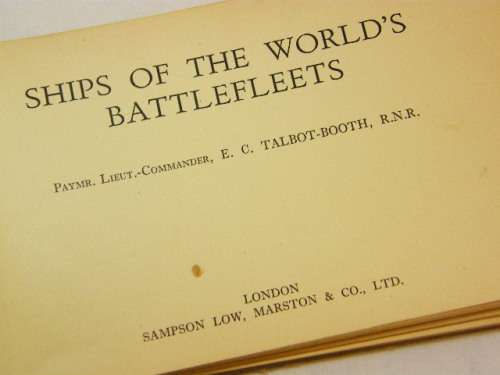 SHIPS OF THE WORLD'S
BATTLEFLEETS
PAYMR. LIEUT.-COMMANDER, E. C. TALBOT-BOOTH, R.N.R.
LONDON
SAMPSON LOW, MARSTON & CO., LTD.